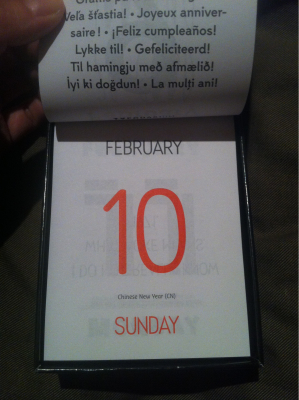 Veľa šťastia! • Joyeux anniver-
saire! • ¡Feliz cumpleaños!
Lykke til! • Gefeliciteerd!
Til hamingju með afmælið!
İyi ki doğdun! • La mulți ani!
FEBRUARY
10
Chinese New Year (CN)
SUNDAY